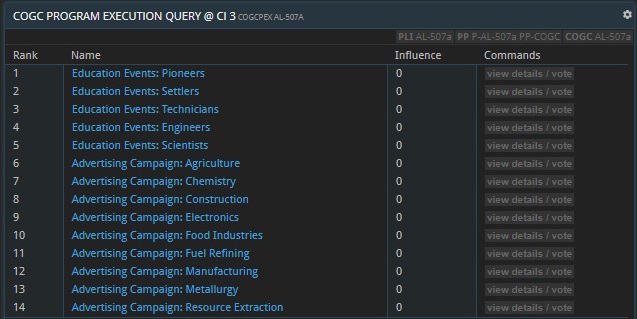 COGC PROGRAM EXECUTION QUERY @ CI 3 COGCPEX AL-507A
PLI AL-507a PP P-AL-507a PP-COGC COGC AL-507a
Rank Name Influence Commands
1 Education Events: Pioneers 0 view details / vote
2 Education Events: Settlers 0 view details / vote
3 Education Events: Technicians 0 view details / vote
4 Education Events: Engineers 0 view details / vote
5 Education Events: Scientists 0 view details / vote
6 Advertising Campaign: Agriculture 0 view details / vote
7 Advertising Campaign: Chemistry 0 view details / vote
8 Advertising Campaign: Construction 0 view details / vote
9 Advertising Campaign: Electronics 0 view details / vote
10 Advertising Campaign: Food Industries 0 view details / vote
11 Advertising Campaign: Fuel Refining 0 view details / vote
12 Advertising Campaign: Manufacturing 0 view details / vote
13 Advertising Campaign: Metallurgy 0 view details / vote
14 Advertising Campaign: Resource Extraction 0 view details / vote